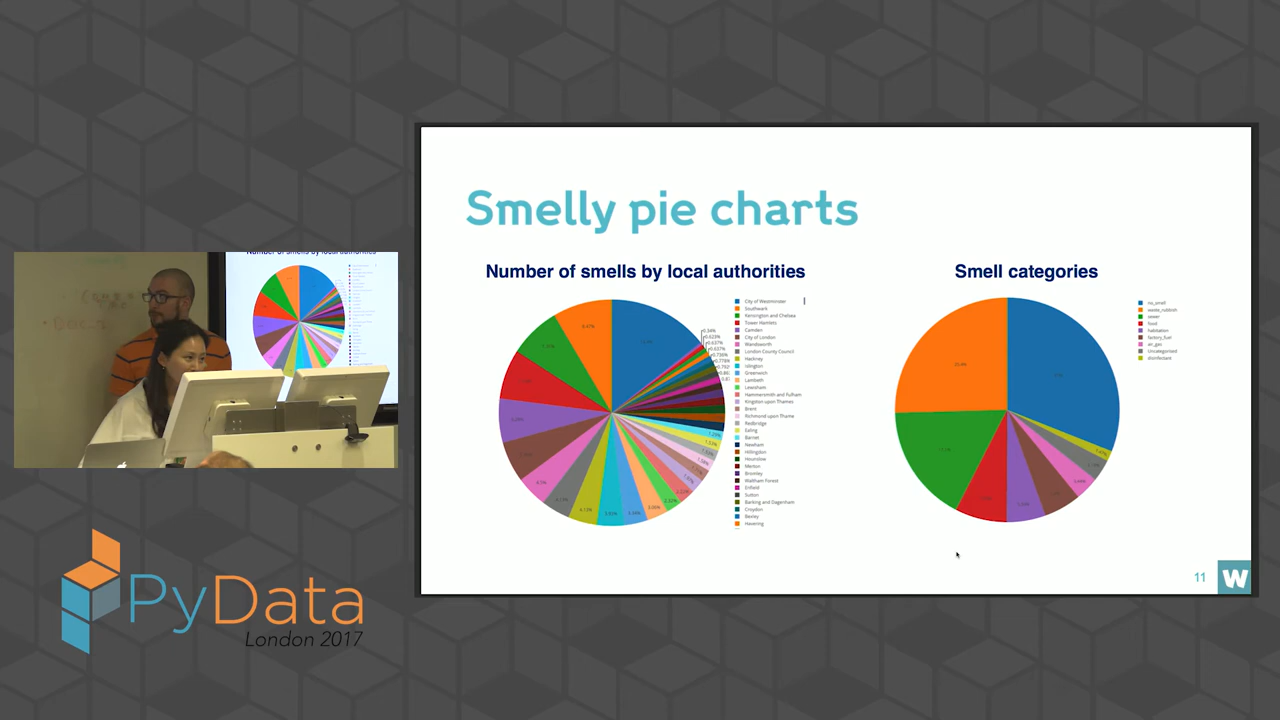 Smelly pie charts
Number of smells by local authorities
City of Westminster
Southwark
Kensington and Chelsea
Tower Hamlets
Camden
City of London
Wandsworth
London County Council
Hackney
Islington
Greenwich
Lambeth
Lewisham
Hammersmith and Fulham
Kingston upon Thames
Brent
Richmond upon Thame
Redbridge
Ealing
Barnet
Newham
Hillingdon
Hounslow
Merton
Bromley
Waltham Forest
Enfield
Sutton
Barking and Dagenham
Croydon
Bexley
Havering
Smell categories
no_smell
waste_rubbish
sewer
food
habitation
factory_fuel
air_gas
Uncategorised
disinfectant
11
W
PyData
London 2017